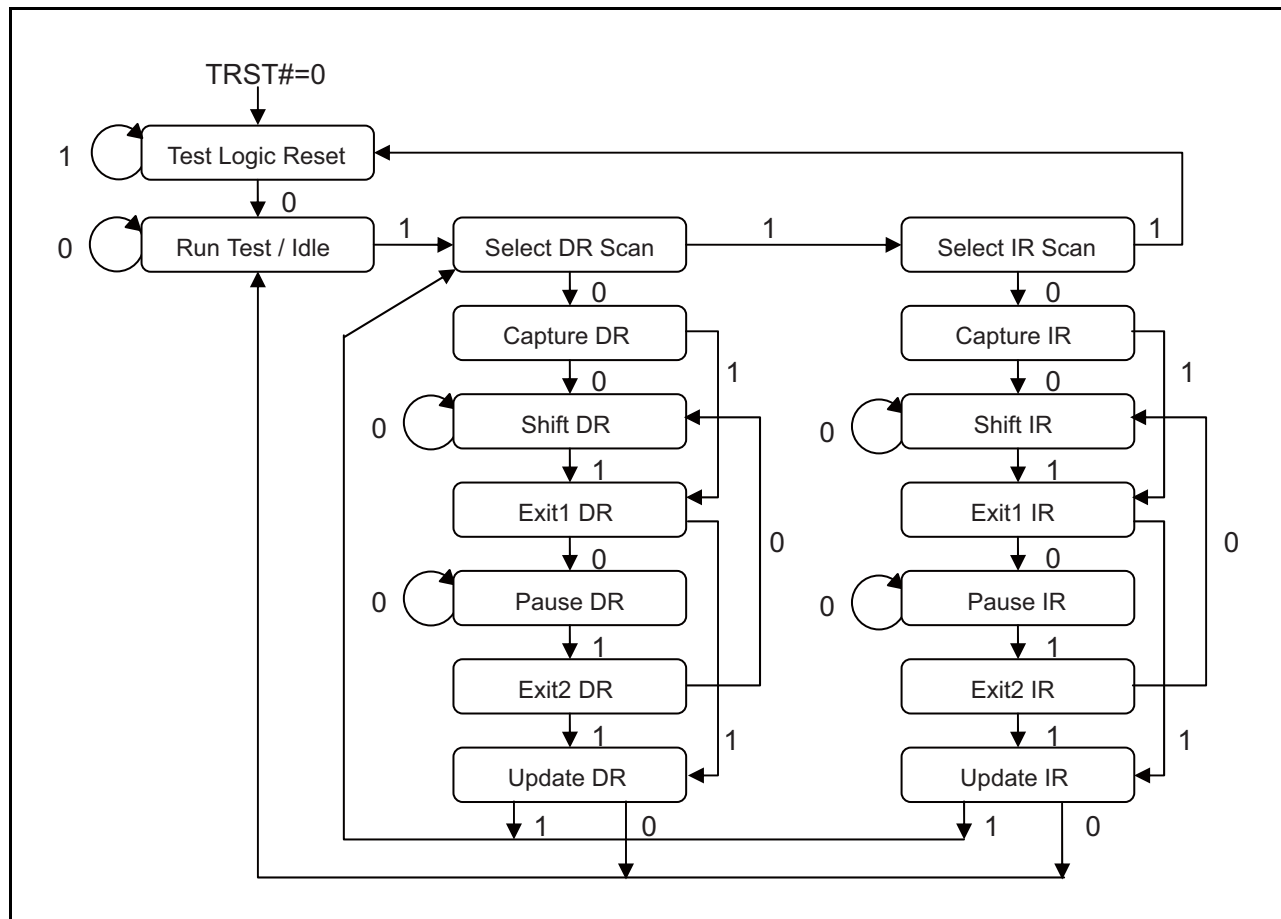 TRST#=0
1
Test Logic Reset
0
0
Run Test / Idle
1
Select DR Scan
1
Select IR Scan
1
0
0
Capture DR
Capture IR
0
1
0
1
0
Shift DR
0
Shift IR
1
1
Exit1 DR
Exit1 IR
0
0
0
0
0
Pause DR
0
Pause IR
1
1
Exit2 DR
Exit2 IR
1
1
1
1
Update DR
Update IR
1
0
1
0